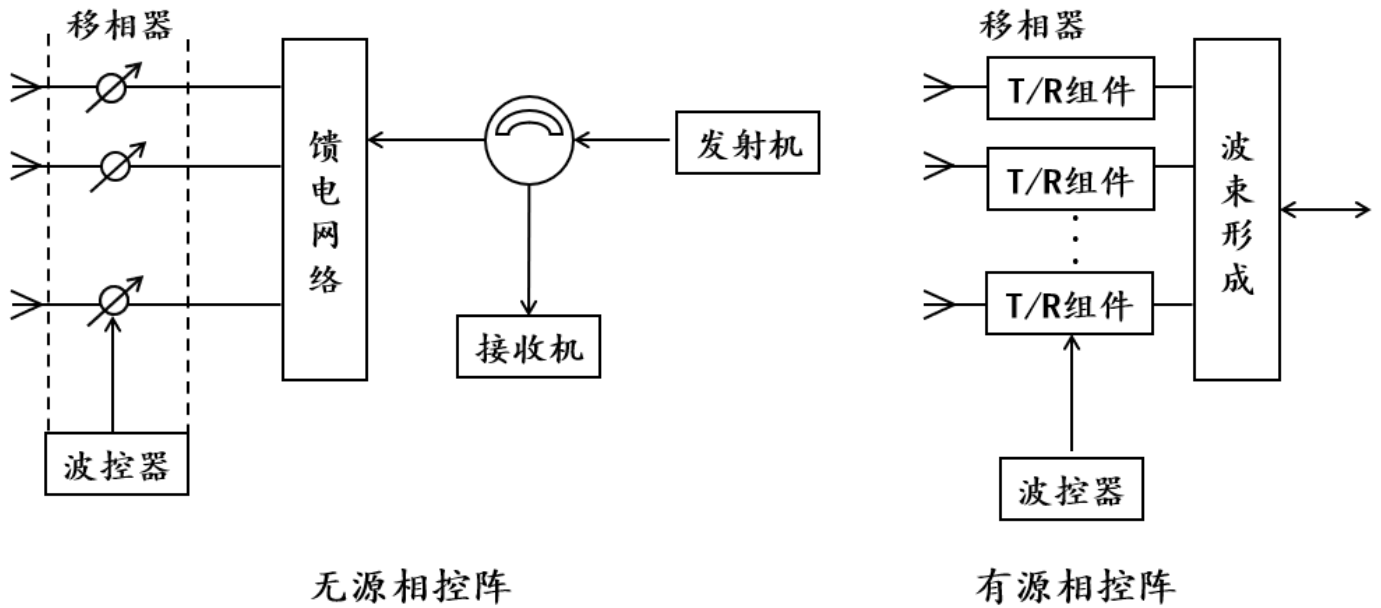 移相器
馈电网络
发射机
接收机
波控器
无源相控阵
移相器
T/R组件
T/R组件
T/R组件
波束形成
波控器
有源相控阵